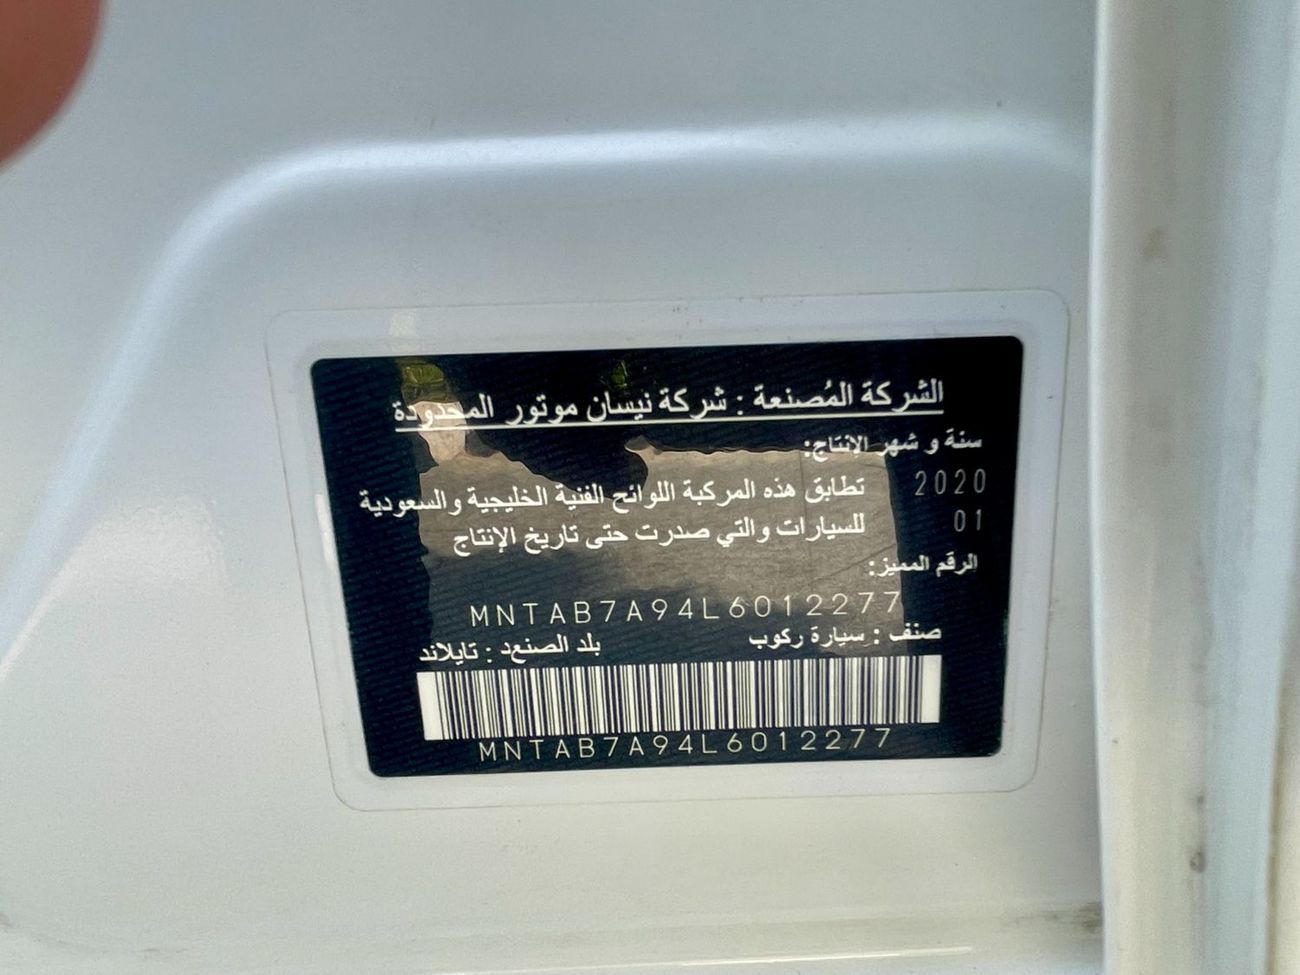 الشركة المُصنعة : شركة نيسان موتور المحدودة
سنة و شهر الإنتاج:
2020 تطابق هذه المركبة اللوائح الفنية الخليجية والسعودية
01 للسيارات والتي صدرت حتى تاريخ الإنتاج
الرقم المميز:
MNTAB7A94L6012277
صنف : سيارة ركوب بلد الصنعد : تايلاند
MNTAB7A94L6012277